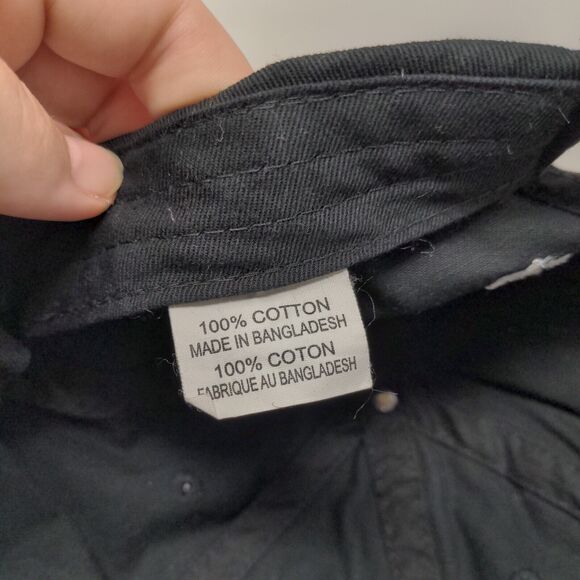 100% COTTON
MADE IN BANGLADESH
100% COTON
FABRIQUE AU BANGLADESH